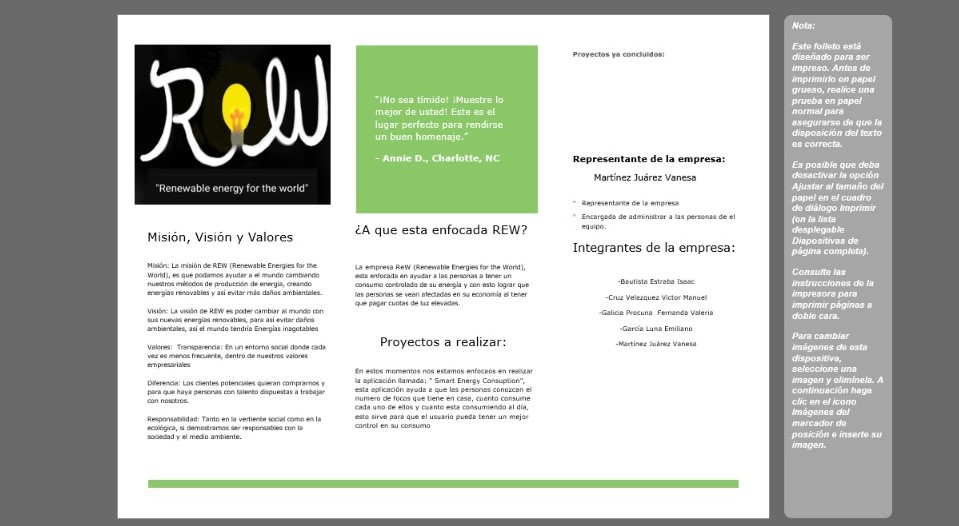 ReW
"Renewable energy for the world"
Misión, Visión y Valores
Misión: La misión de REW (Renewable Energies for the
World), es que podamos ayudar a el mundo cambiando
nuestros métodos de producción de energía, creando
energías renovables y así evitar más daños ambientales.
Visión: La visión de REW es poder cambiar al mundo con
sus nuevas energías renovables, para así evitar daños
ambientales, así el mundo tendría Energías inagotables
Valores:  Transparencia: En un entorno social donde cada
vez es menos frecuente, dentro de nuestros valores
empresariales
Diferencia: Los clientes potenciales quieran comprarnos y
para que haya personas con talento dispuestas a trabajar
con nosotros.
Responsabilidad: Tanto en la vertiente social como en la
ecológica, si demostramos ser responsables con la
sociedad y el medio ambiente.
"¡No sea tímido! ¡Muestre lo
mejor de usted! Este es el
lugar perfecto para rendirse
un buen homenaje."
- Annie D., Charlotte, NC
¿A que esta enfocada REW?
La empresa ReW (Renewable Energies for the World),
esta enfocada en ayudar a las personas a tener un
consumo controlado de su energía y con esto lograr que
las personas se vean afectadas en su economía al tener
que pagar cuotas de luz elevadas.
Proyectos a realizar:
En estos momentos nos estamos enfocaos en realizar
la aplicación llamada: " Smart Energy Consuption",
esta aplicación ayuda a que las personas conozcan el
numero de focos que tiene en casa, cuanto consume
cada uno de ellos y cuanto esta consumiendo al día,
esto sirve para que el usuario pueda tener un mejor
control en su consumo
Proyectos ya concluidos:
Representante de la empresa:
Martínez Juárez Vanesa
* Representante de la empresa
* Encargada de administrar a las personas de el
equipo.
Integrantes de la empresa:
-Bautista Estraba Isaac
-Cruz Velazquez Victor Manuel
-Galicia Procuna  Fernanda Valeria
-García Luna Emiliano
-Martínez Juárez Vanesa
Nota:
Este folleto está
diseñado para ser
impreso. Antes de
imprimirlo en papel
grueso, realice una
prueba en papel
normal para
asegurarse de que la
disposición del texto
es correcta.
Es posible que deba
desactivar la opción
Ajustar al tamaño del
papel en el cuadro
de diálogo Imprimir
(en la lista
desplegable
Diapositivas de
página completa).
Consulte las
instrucciones de la
impresora para
imprimir páginas a
doble cara.
Para cambiar
imágenes de esta
dispositiva,
seleccione una
imagen y elimínela. A
continuación haga
clic en el icono
Imágenes del
marcador de
posición e inserte su
imagen.